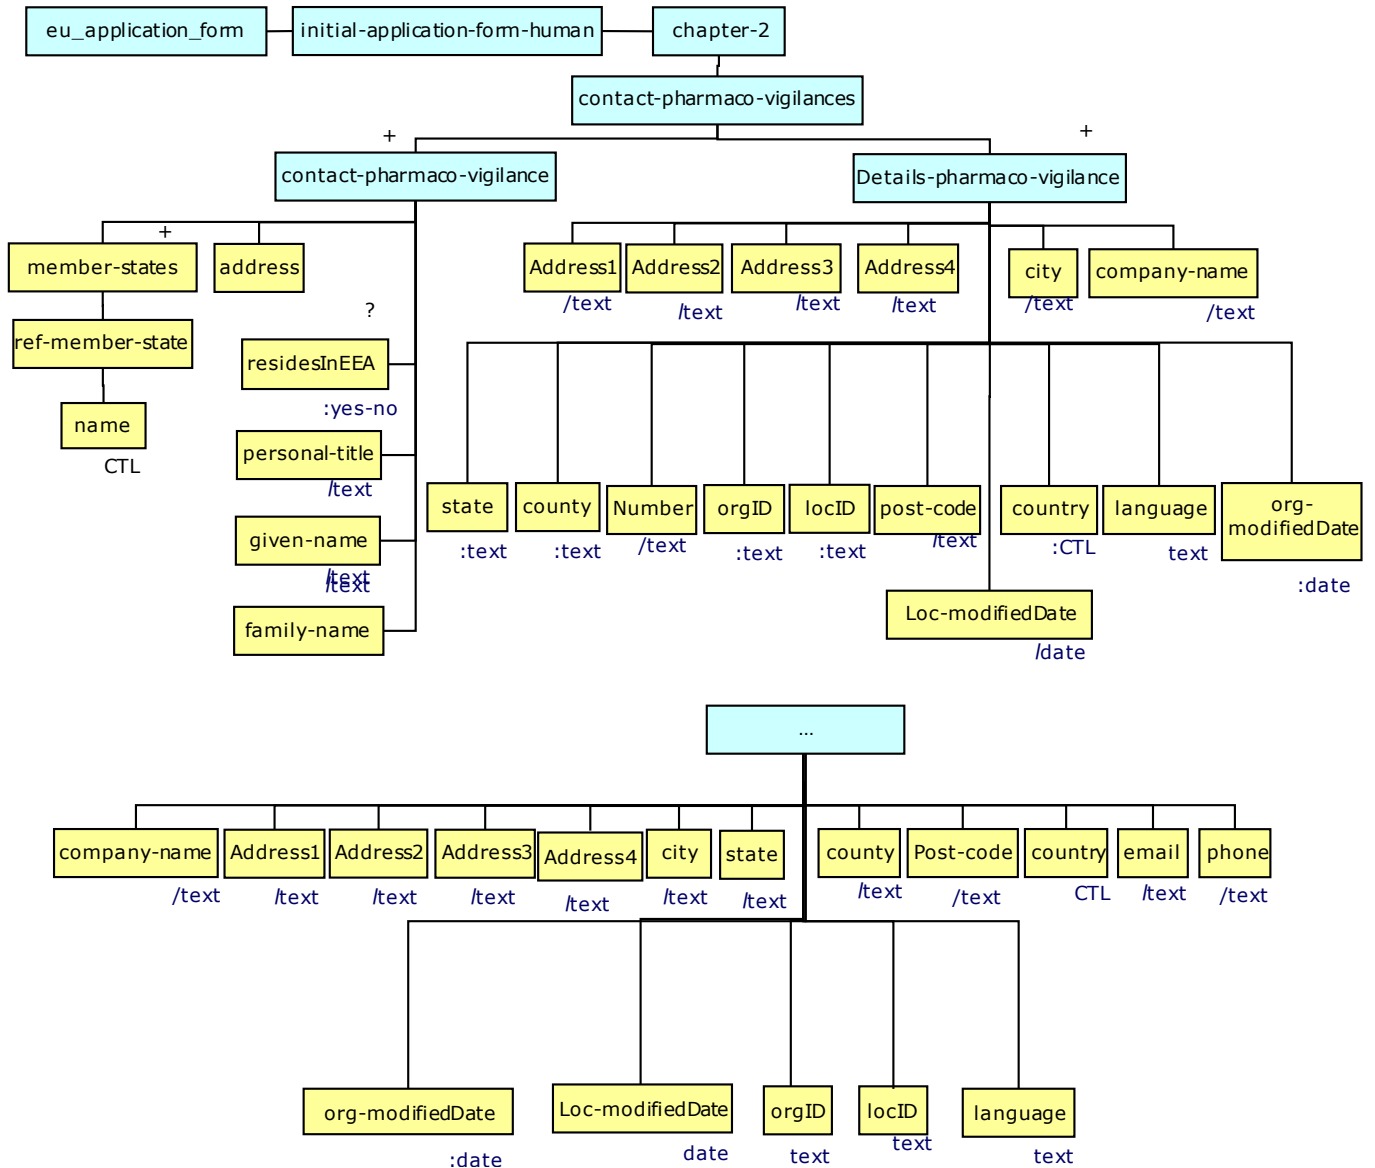 eu_application_form
initial-application-form-human
chapter-2
contact-pharmaco-vigilances
+
+
contact-pharmaco-vigilance
Details-pharmaco-vigilance
+
member-states
address
Address1
Address2
Address3
Address4
city
company-name
/text
/text
/text
/text
/text
/text
?
ref-member-state
residesInEEA
:yes-no
name
CTL
personal-title
/text
given-name
/text
/text
family-name
state
county
Number
orgID
locID
post-code
country
language
org-
modifiedDate
:text
:text
/text
:text
:text
/text
:CTL
text
:date
Loc-modifiedDate
/date
...
company-name
Address1
Address2
Address3
Address4
city
state
county
Post-code
country
email
phone
/text
/text
/text
/text
/text
/text
/text
/text
/text
CTL
/text
/text
org-modifiedDate
Loc-modifiedDate
orgID
locID
language
:date
date
text
text
text